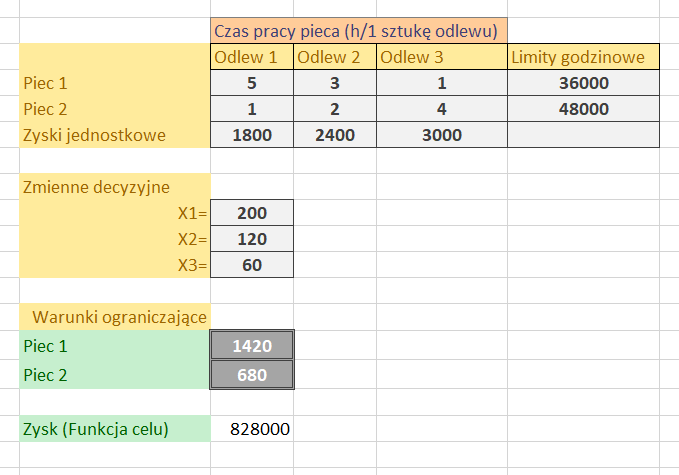 Czas pracy pieca (h/1 sztukę odlewu)
Odlew 1 Odlew 2 Odlew 3 Limity godzinowe
Piec 1 5 3 1 36000
Piec 2 1 2 4 48000
Zyski jednostkowe 1800 2400 3000
Zmienne decyzyjne
X1= 200
X2= 120
X3= 60
Warunki ograniczające
Piec 1 1420
Piec 2 680
Zysk (Funkcja celu) 828000